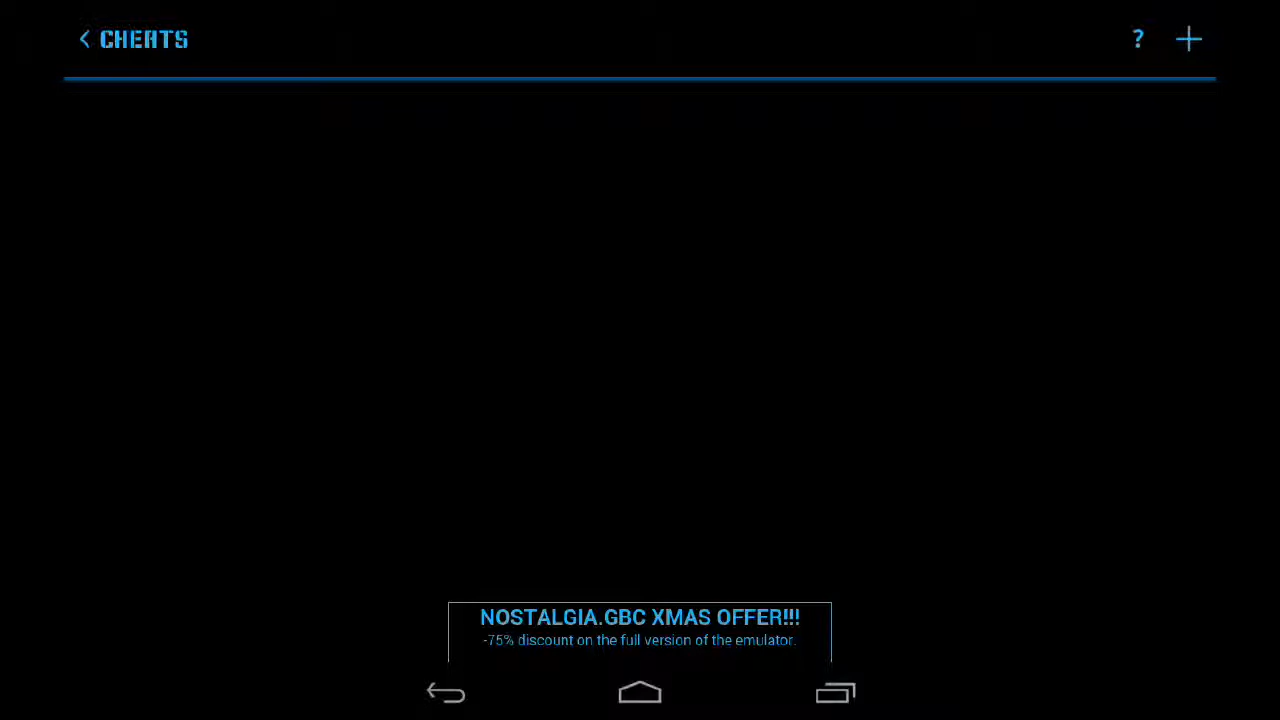 CHEATS
?
NOSTALGIA.GBC XMAS OFFER!!!
-75% discount on the full version of the emulator.